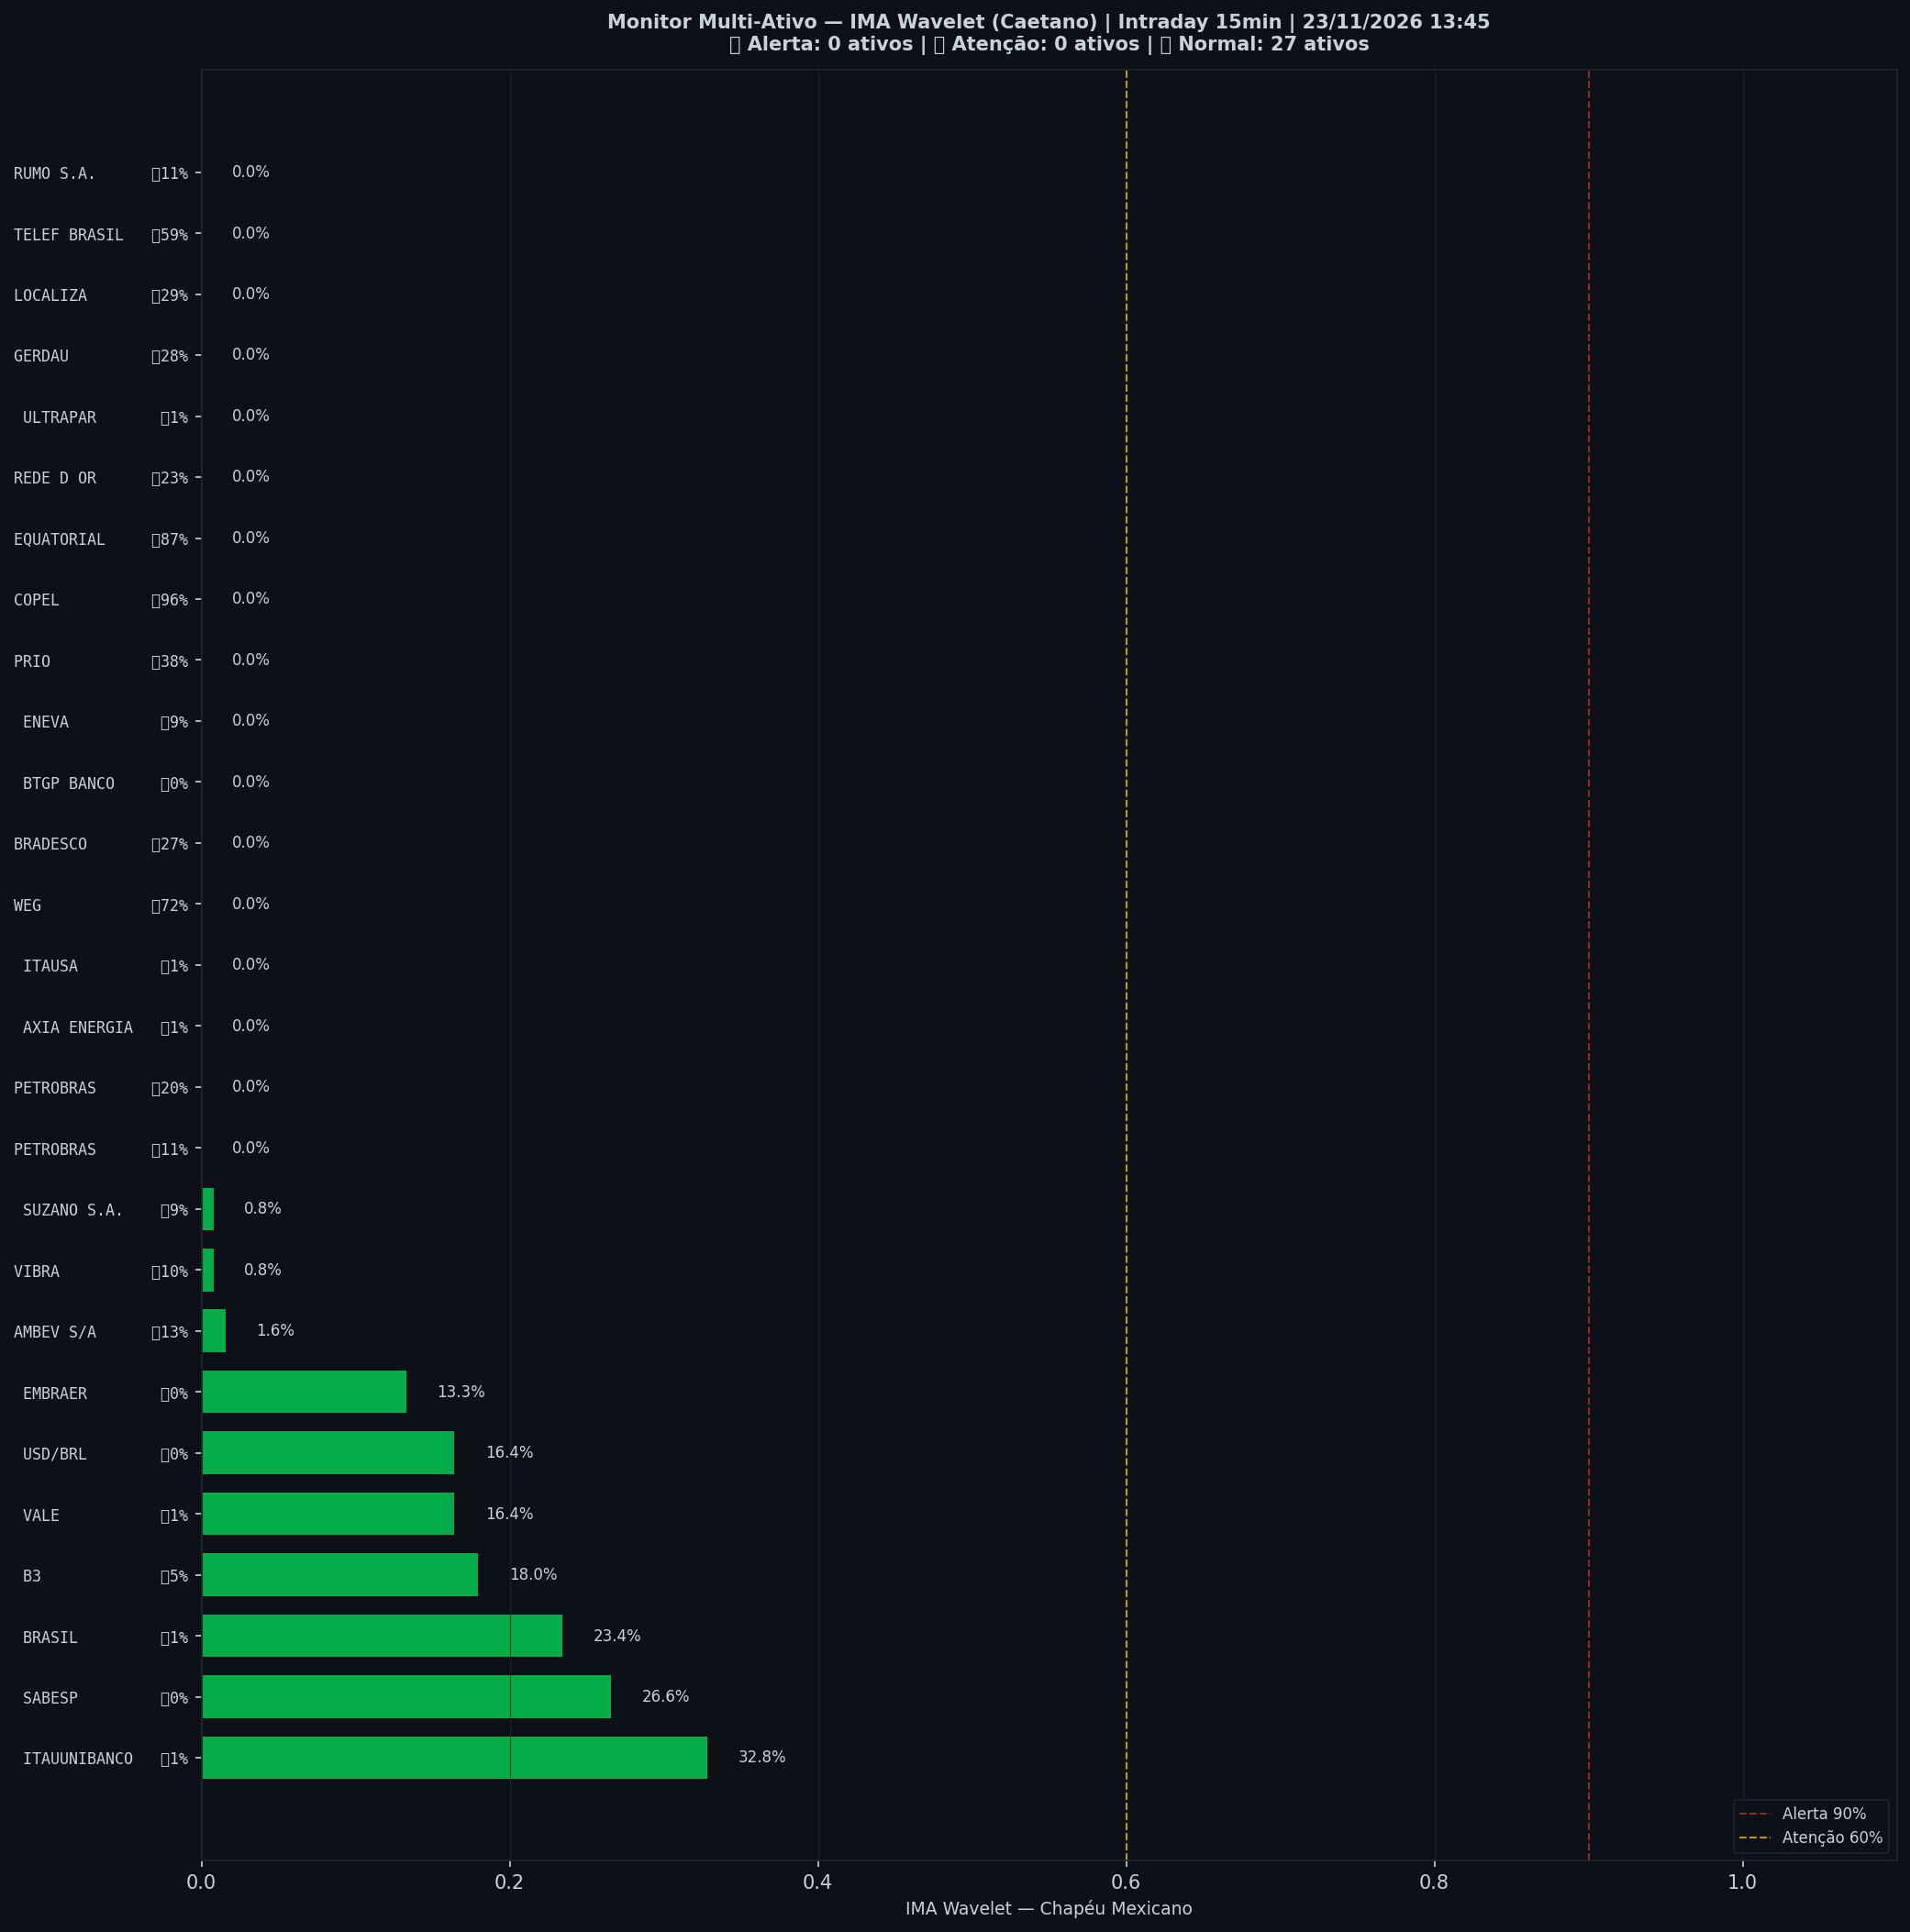 Monitor Multi-Ativo — IMA Wavelet (Caetano) | Intraday 15min | 23/11/2026 13:45
Alerta: 0 ativos | Atenção: 0 ativos | Normal: 27 ativos
RUMO S.A. 11% 0.0%
TELEF BRASIL 59% 0.0%
LOCALIZA 29% 0.0%
GERDAU 28% 0.0%
ULTRAPAR 1% 0.0%
REDE D OR 23% 0.0%
EQUATORIAL 87% 0.0%
COPEL 96% 0.0%
PRIO 38% 0.0%
ENEVA 9% 0.0%
BTGP BANCO 0% 0.0%
BRADESCO 27% 0.0%
WEG 72% 0.0%
ITAUSA 1% 0.0%
AXIA ENERGIA 1% 0.0%
PETROBRAS 20% 0.0%
PETROBRAS 11% 0.0%
SUZANO S.A. 9% 0.8%
VIBRA 10% 0.8%
AMBEV S/A 13% 1.6%
EMBRAER 0% 13.3%
USD/BRL 0% 16.4%
VALE 1% 16.4%
B3 5% 18.0%
BRASIL 1% 23.4%
SABESP 0% 26.6%
ITAUUNIBANCO 1% 32.8%
Alerta 90%
Atenção 60%
0.0 0.2 0.4 0.6 0.8 1.0
IMA Wavelet — Chapéu Mexicano